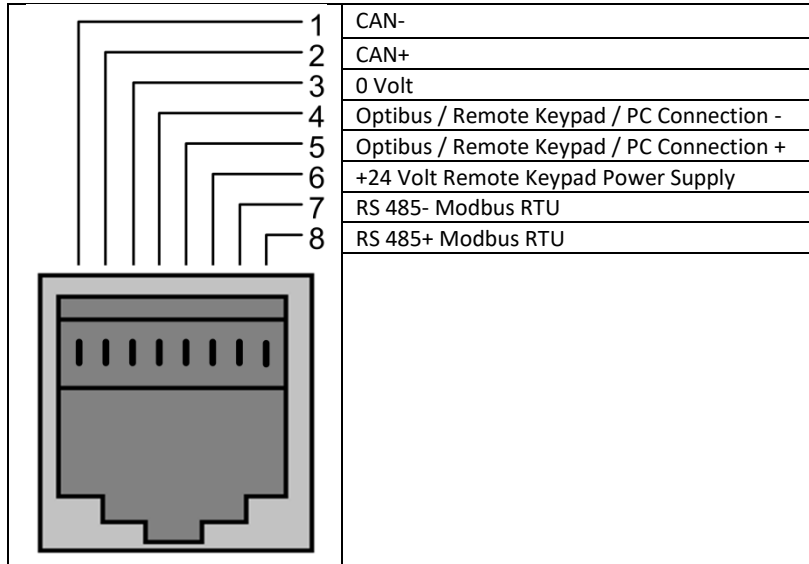 1 CAN-
2 CAN+
3 0 Volt
4 Optibus / Remote Keypad / PC Connection -
5 Optibus / Remote Keypad / PC Connection +
6 +24 Volt Remote Keypad Power Supply
7 RS 485- Modbus RTU
8 RS 485+ Modbus RTU